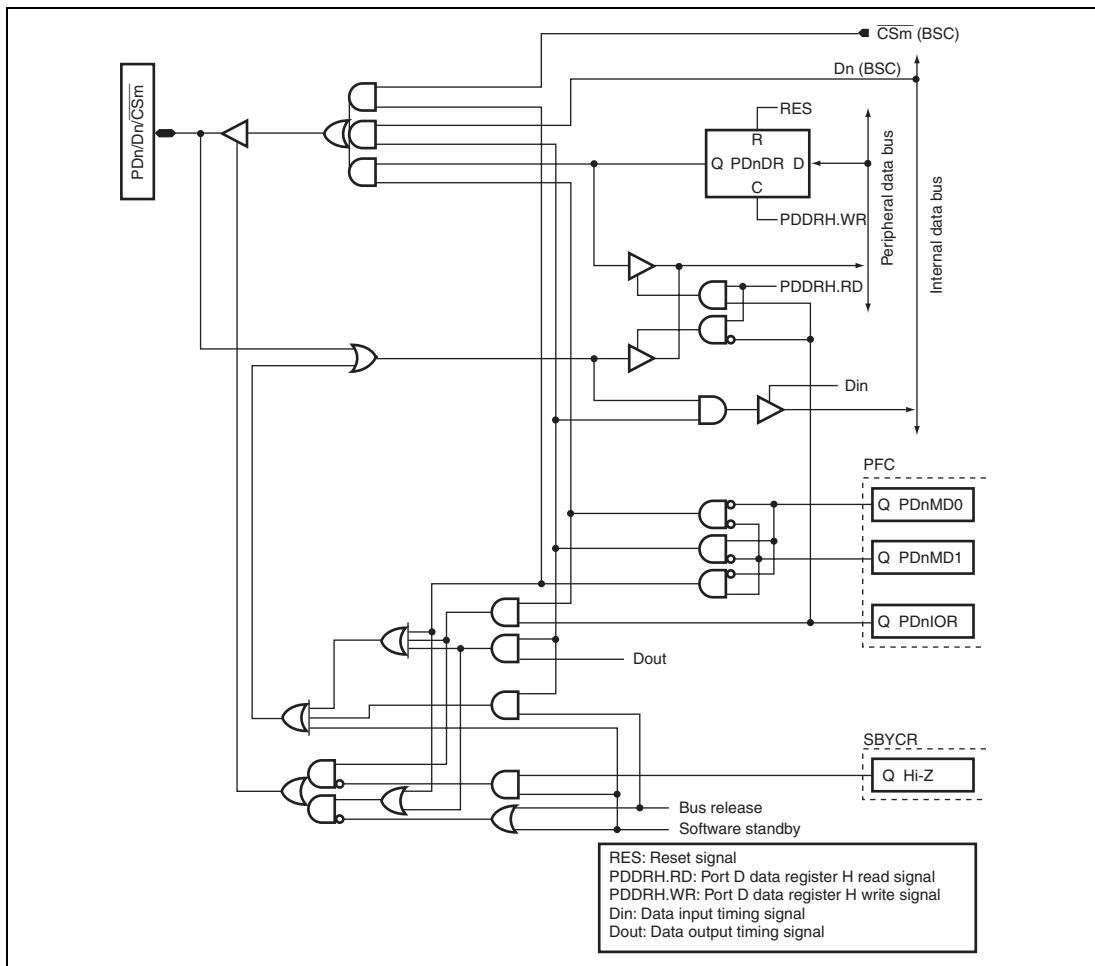 CSm (BSC)
Dn (BSC)
PDn/Dn/CSm
RES
R
Q PDnDR D
C
PDDRH.WR
Peripheral data bus
Internal data bus
PDDRH.RD
Din
PFC
Q PDnMD0
Q PDnMD1
Q PDnIOR
Dout
SBYCR
Q Hi-Z
Bus release
Software standby
RES: Reset signal
PDDRH.RD: Port D data register H read signal
PDDRH.WR: Port D data register H write signal
Din: Data input timing signal
Dout: Data output timing signal